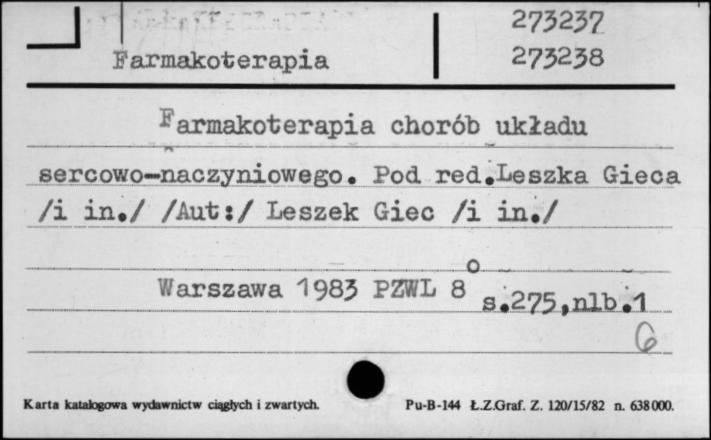 273237
Farmakoterapia 273238
Farmakoterapia chorób układu
sercowo-naczyniowego. Pod red.Leszka Gieca
/i in./ /Aut:/ Leszek Giec /i in./
Warszawa 1983 PZWL 8° s.275,nlb.1
6
Karta katalogowa wydawnictw ciągłych i zwartych. Pu-B-144 Ł.Z.Graf. Z. 120/15/82 n. 638000.